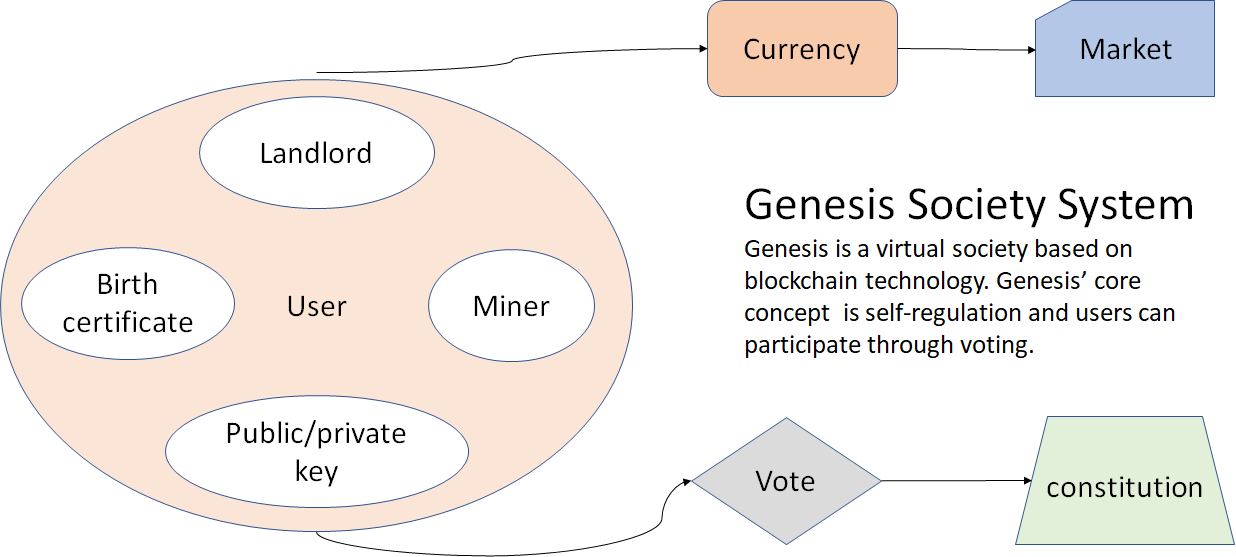 Currency
Market
Landlord
Genesis Society System
Genesis is a virtual society based on
blockchain technology. Genesis’ core
concept  is self-regulation and users can
participate through voting.
Birth
certificate
User
Miner
Public/private
key
Vote
constitution